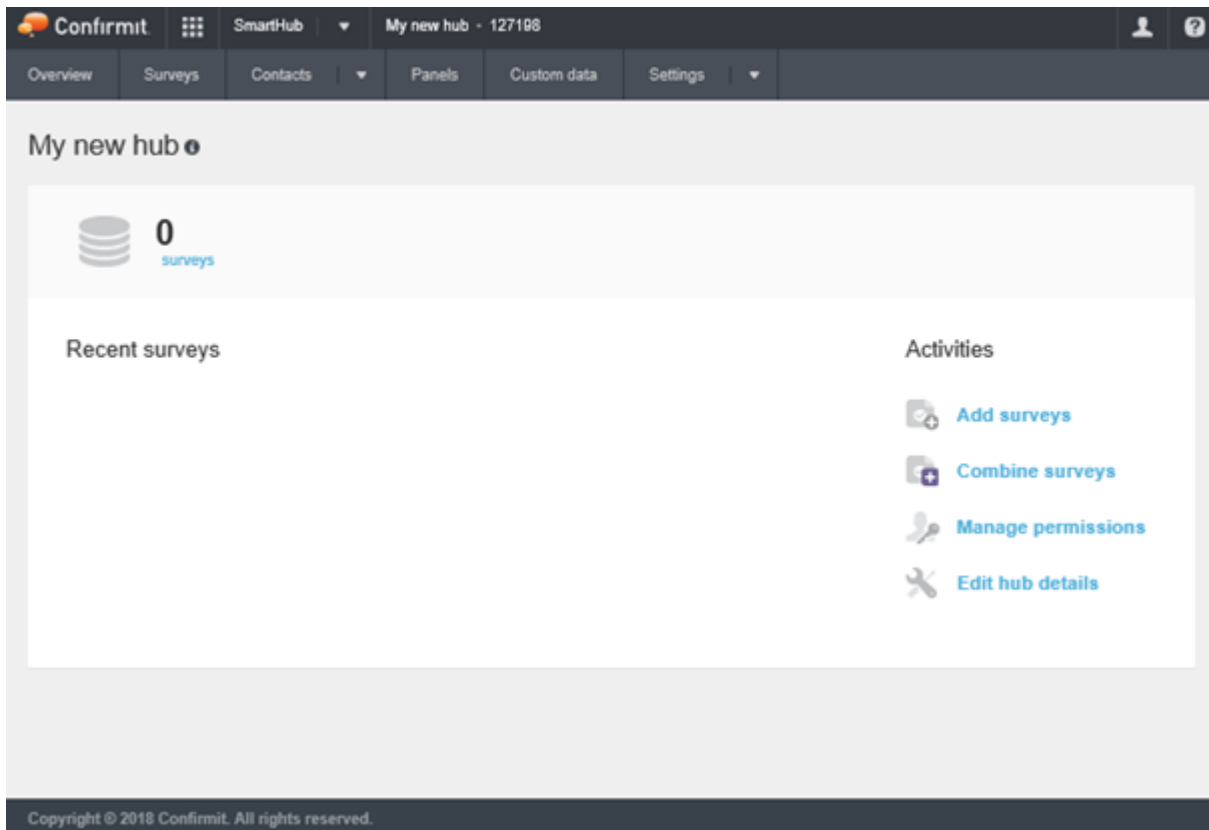 Confirmit. SmartHub My new hub - 127198
Overview Surveys Contacts Panels Custom data Settings
My new hub
0
surveys
Recent surveys
Activities
Add surveys
Combine surveys
Manage permissions
Edit hub details
Copyright © 2018 Confirmit. All rights reserved.